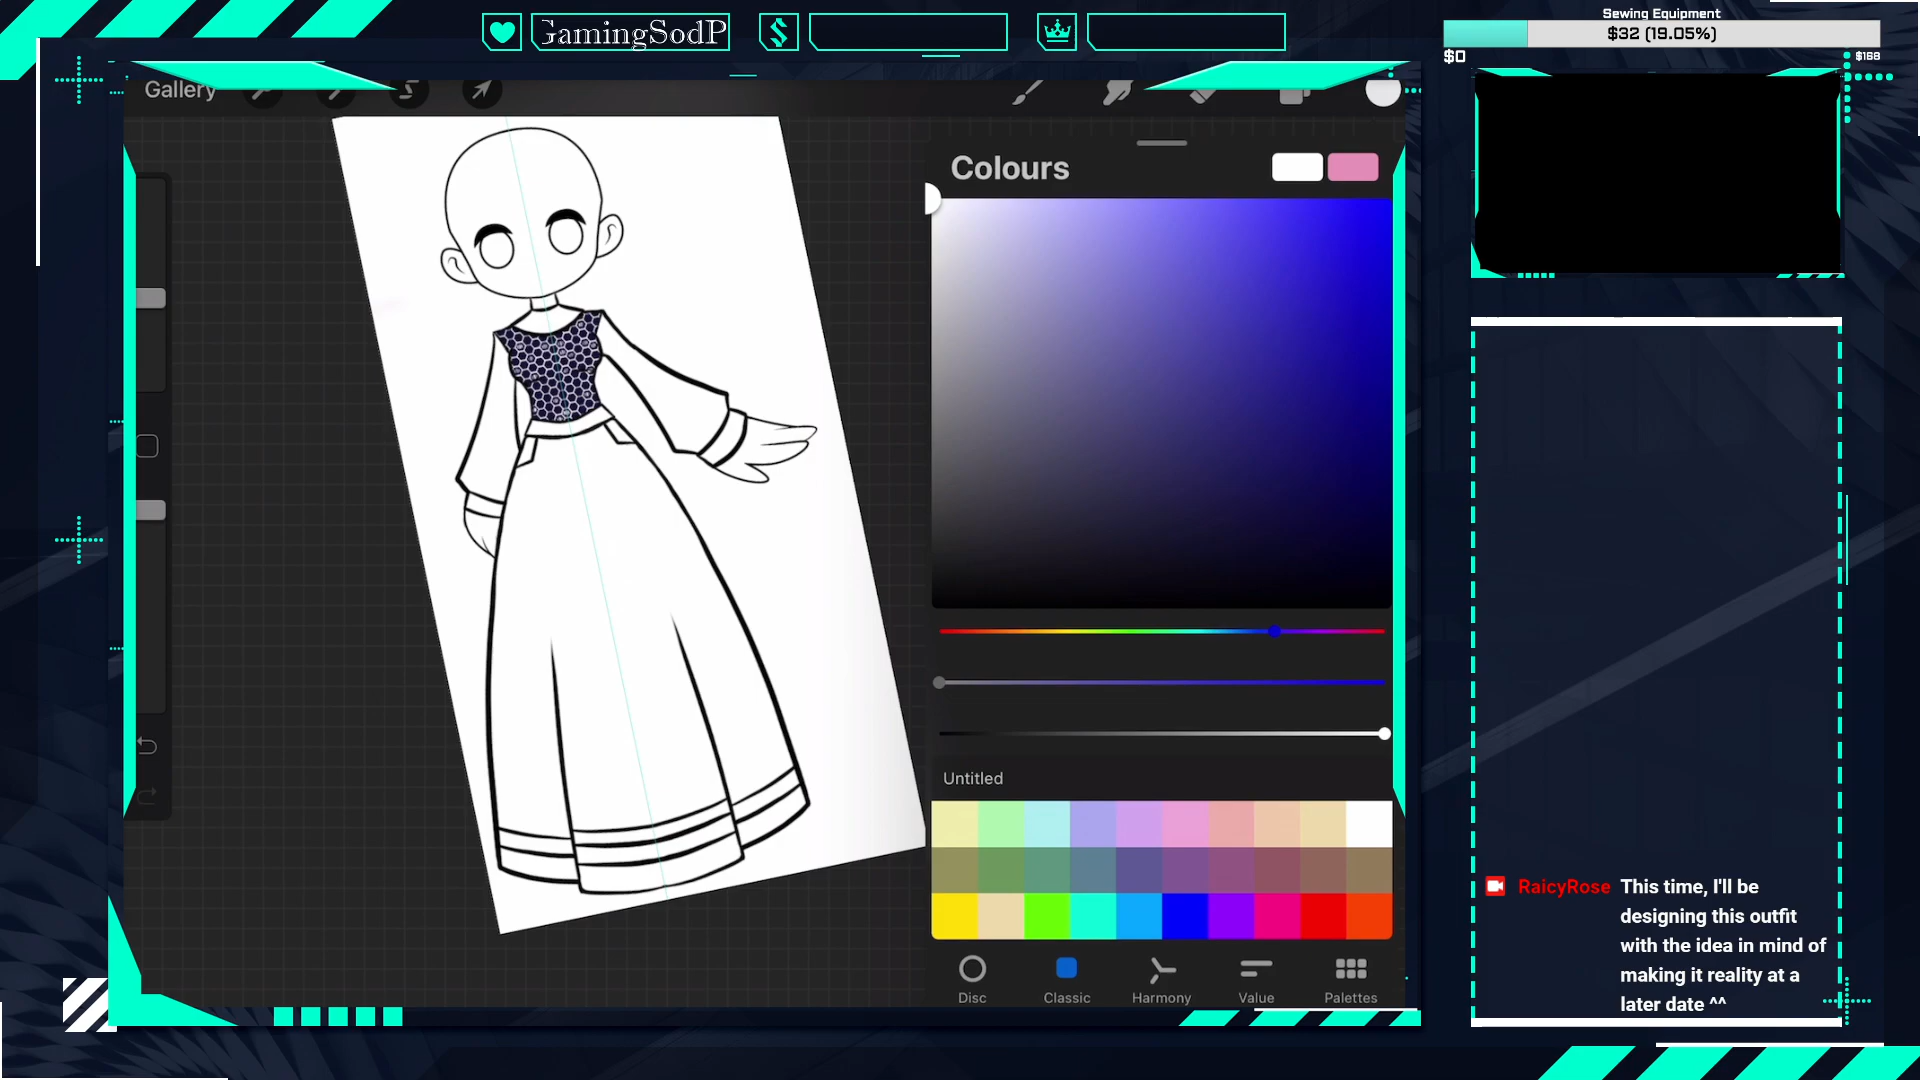 GamingSodP
Sewing Equipment
$32 (19.05%)
$0
$168
Gallery
Colours
Untitled
Disc
Classic
Harmony
Value
Palettes
RaicyRose This time, I'll be
designing this outfit
with the idea in mind of
making it reality at a
later date ^^